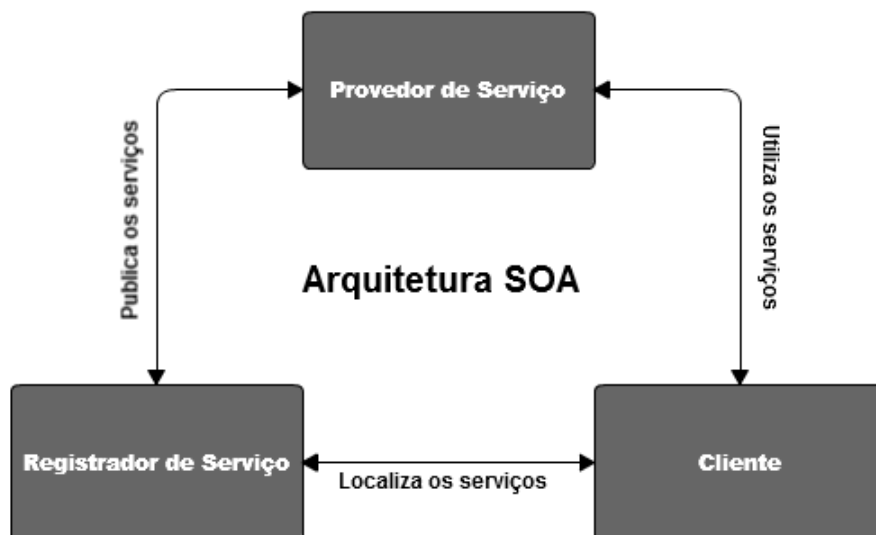 Provedor de Serviço
Publica os serviços
Utiliza os serviços
Arquitetura SOA
Registrador de Serviço
Localiza os serviços
Cliente